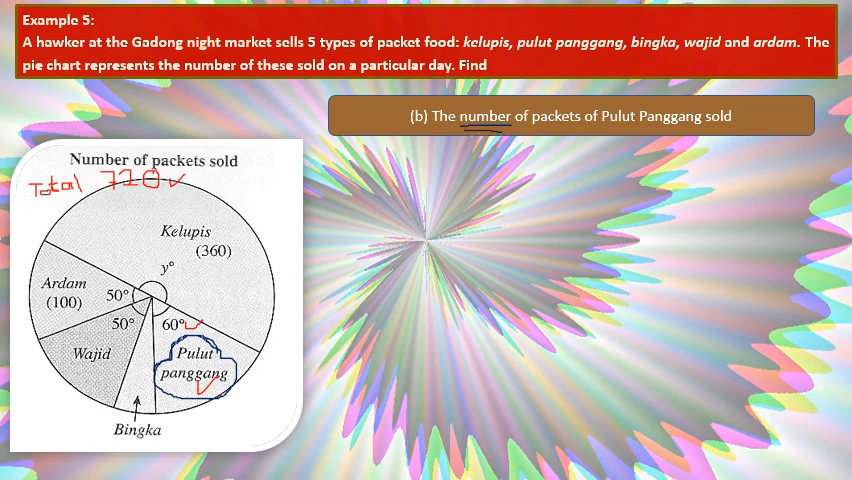 Example 5:
A hawker at the Gadong night market sells 5 types of packet food: kelupis, pulut panggang, bingka, wajid and ardam. The
pie chart represents the number of these sold on a particular day. Find
(b) The number of packets of Pulut Panggang sold
Number of packets sold
Total 720
Kelupis
(360)
y°
Ardam
(100)
50°
50°
60°
Wajid
Pulut
panggang
Bingka